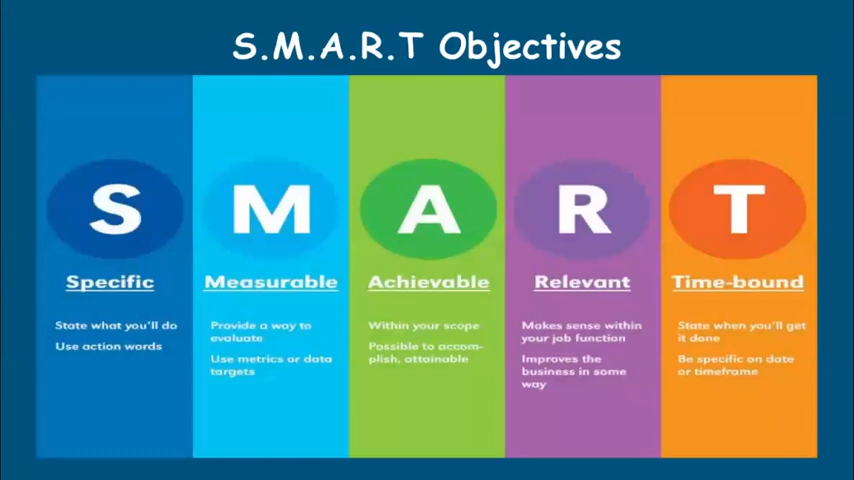 S.M.A.R.T Objectives
S
Specific
State what you'll do
Use action words
M
Measurable
Provide a way to
evaluate
Use metrics or data
targets
A
Achievable
Within your scope
Possible to accom-
plish, attainable
R
Relevant
Makes sense within
your job function
Improves the
business in some
way
T
Time-bound
State when you'll get
it done
Be specific on date
or timeframe